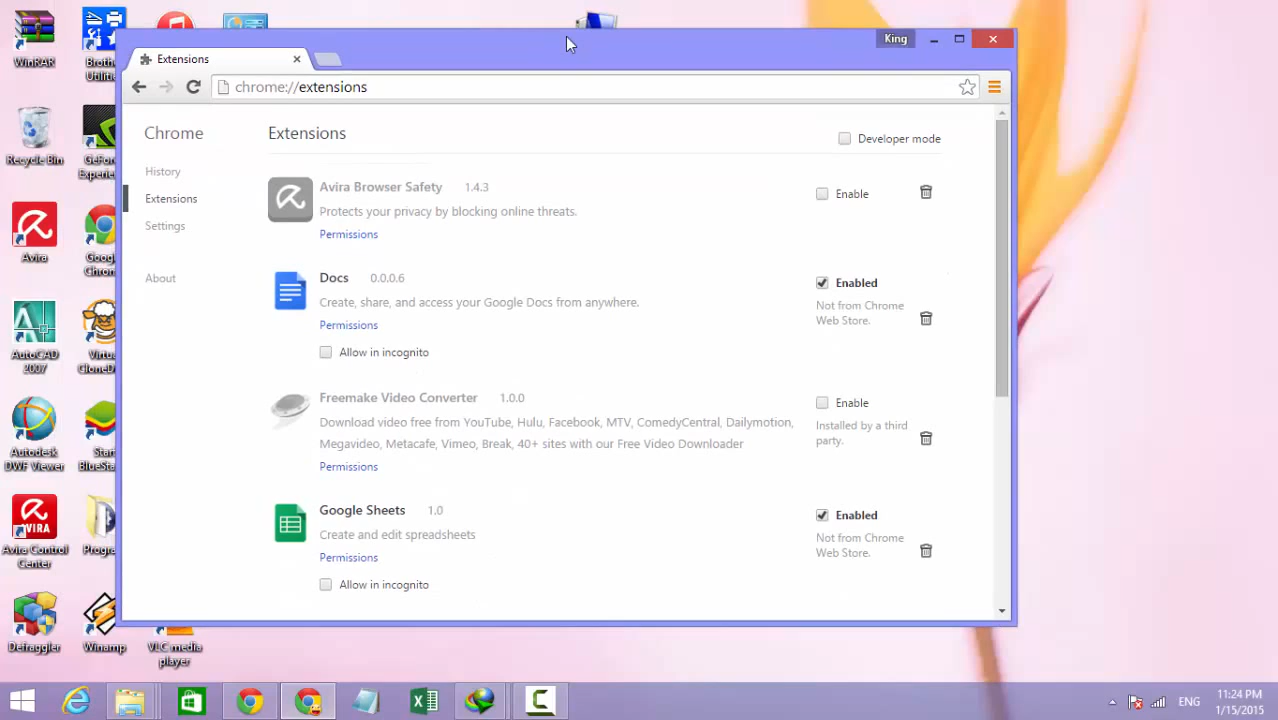 King
Extensions
chrome://extensions
Chrome
History
Extensions
Settings
About
Extensions
Developer mode
Avira Browser Safety 1.4.3
Protects your privacy by blocking online threats.
Permissions
Enable
Docs 0.0.0.6
Create, share, and access your Google Docs from anywhere.
Permissions
Allow in incognito
Enabled
Not from Chrome
Web Store.
Freemake Video Converter 1.0.0
Download video free from YouTube, Hulu, Facebook, MTV, ComedyCentral, Dailymotion,
Megavideo, Metacafe, Vimeo, Break, 40+ sites with our Free Video Downloader
Permissions
Enable
Installed by a third
party.
Google Sheets 1.0
Create and edit spreadsheets
Permissions
Allow in incognito
Enabled
Not from Chrome
Web Store.
WinRAR
Recycle Bin
Avira
AutoCAD
2007
Autodesk
DWF Viewer
AVIRA
Avira Control
Center
Defraggler
Winamp
VLC media
player
ENG
11:24 PM
1/15/2015